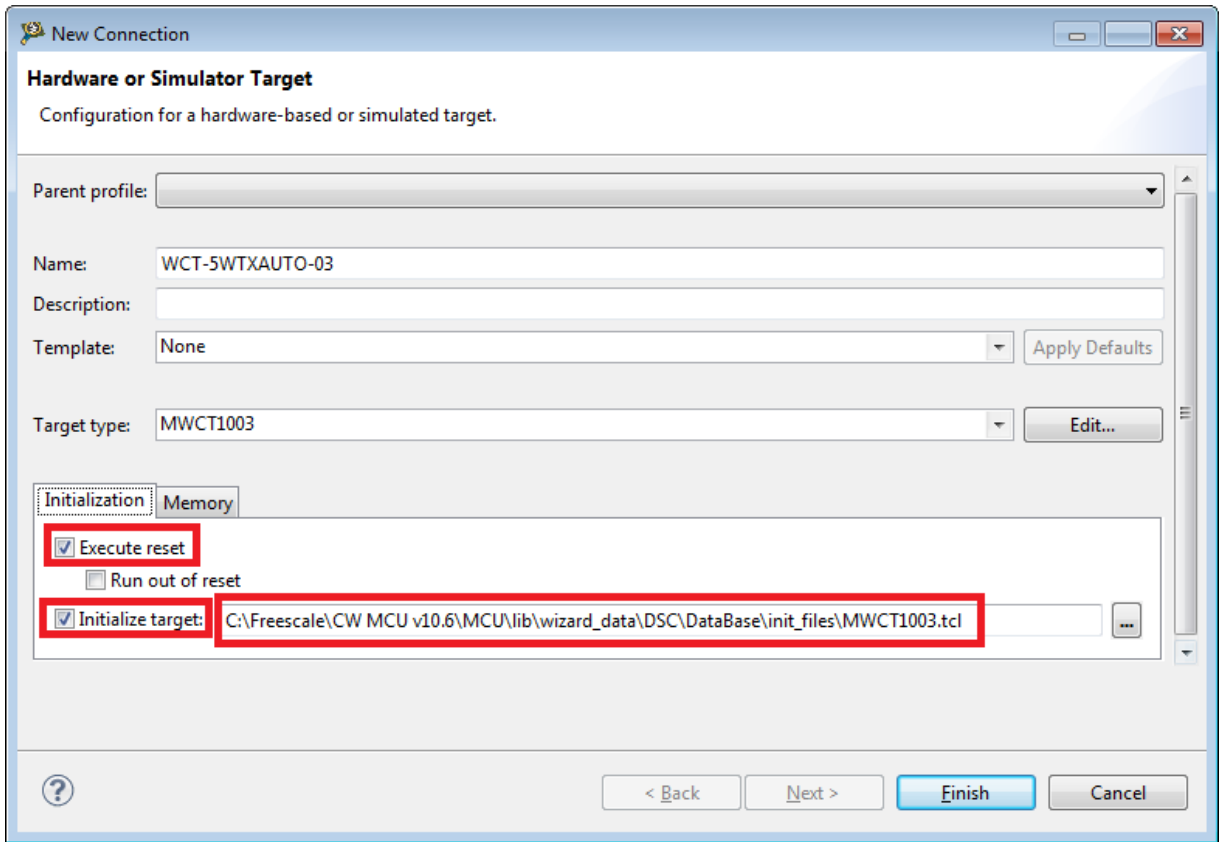 New Connection
Hardware or Simulator Target
Configuration for a hardware-based or simulated target.
Parent profile:
Name: WCT-5WTXAUTO-03
Description:
Template: None Apply Defaults
Target type: MWCT1003 Edit...
Initialization Memory
Execute reset
Run out of reset
Initialize target: C:\Freescale\CW MCU v10.6\MCU\lib\wizard_data\DSC\DataBase\init_files\MWCT1003.tcl ...
? < Back Next > Finish Cancel